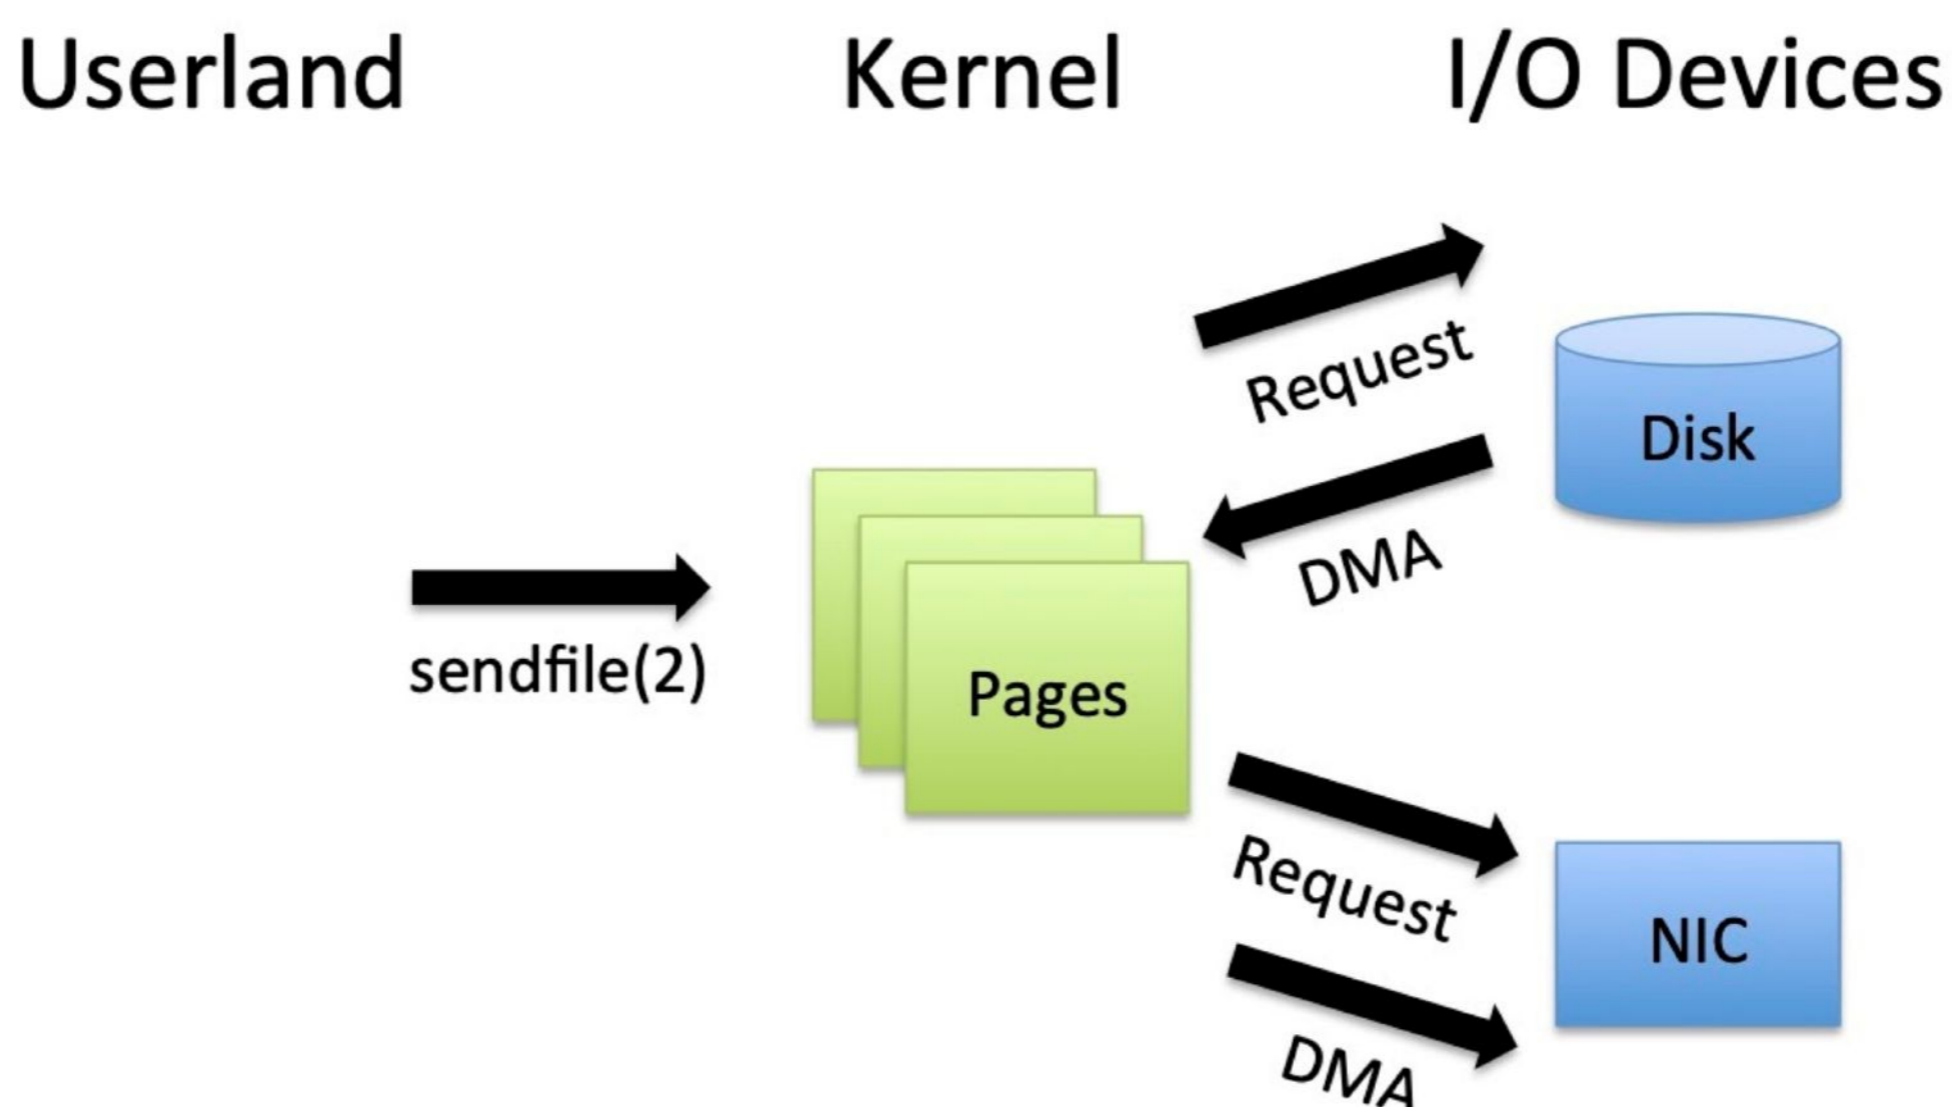 Userland
Kernel
I/O Devices
Request
Disk
DMA
sendfile(2)
Pages
Request
NIC
DMA